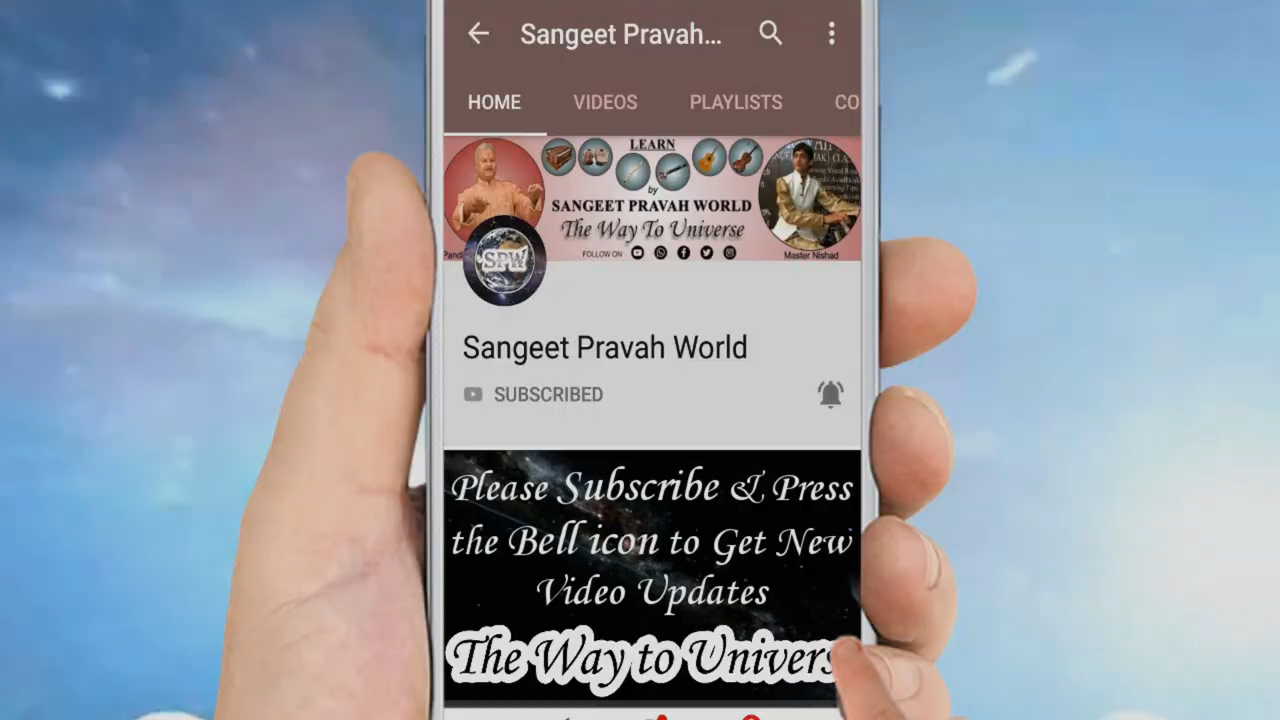 Sangeet Pravah...
HOME VIDEOS PLAYLISTS CO
LEARN
by
SANGEET PRAVAH WORLD
The Way To Universe
FOLLOW ON
Master Nishad
SPW
Sangeet Pravah World
SUBSCRIBED
Please Subscribe & Press
the Bell icon to Get New
Video Updates
The Way to Univers